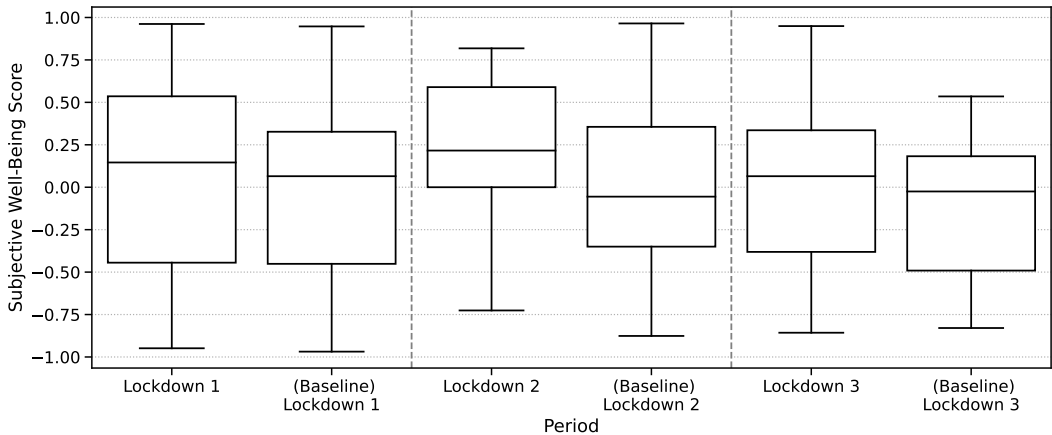 Subjective Well-Being Score
1.00
0.75
0.50
0.25
0.00
−0.25
−0.50
−0.75
−1.00
Lockdown 1
(Baseline)
Lockdown 1
Lockdown 2
(Baseline)
Lockdown 2
Lockdown 3
(Baseline)
Lockdown 3
Period